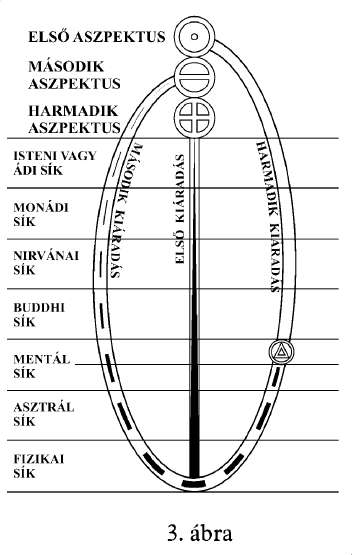 ELSŐ ASZPEKTUS
MÁSODIK
ASZPEKTUS
HARMADIK
ASZPEKTUS
ISTENI VAGY
ÁDI SÍK
MONÁDI
SÍK
NIRVÁNAI
SÍK
BUDDHI
SÍK
MENTÁL
SÍK
ASZTRÁL
SÍK
FIZIKAI
SÍK
MÁSODIK KIÁRADÁS
ELSŐ KIÁRADÁS
HARMADIK KIÁRADÁS
3. ábra